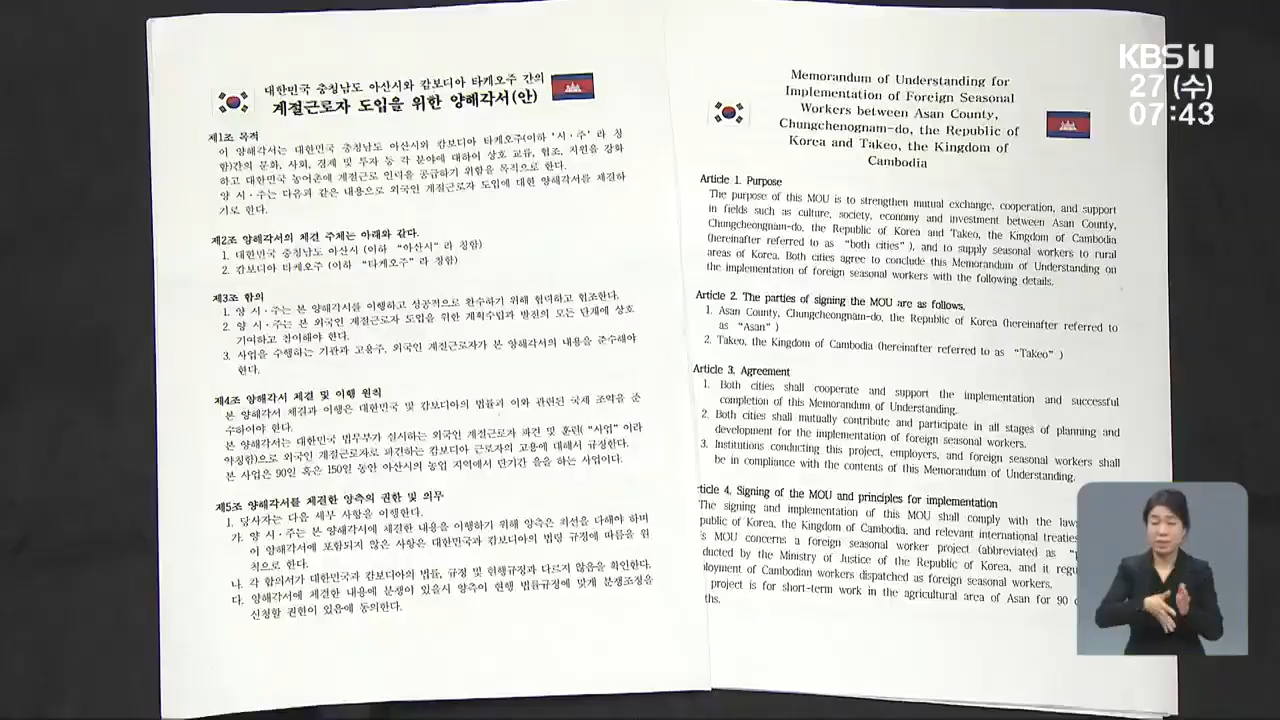 대한민국 충청남도 아산시와 캄보디아 타케오주 간의
계절근로자 도입을 위한 양해각서(안)
제1조 목적
이 양해각서는 대한민국 충청남도 아산시와 캄보디아 타케오주(이하 '시·주' 라 칭
함)간의 문화, 사회, 경제 및 투자 등 각 분야에 대하여 상호 교류, 협조, 지원을 강화
하고 대한민국 농어촌에 계절근로 인력을 공급하기 위함을 목적으로 한다.
양 시·주는 다음과 같은 내용으로 외국인 계절근로자 도입에 대한 양해각서를 체결하
기로 한다.
제2조 양해각서의 체결 주체는 아래와 같다.
1. 대한민국 충청남도 아산시 (이하 “아산시” 라 칭함)
2. 캄보디아 타케오주 (이하 “타케오주” 라 칭함)
제3조 합의
1. 양 시·주는 본 양해각서를 이행하고 성공적으로 완수하기 위해 협력하고 협조한다.
2. 양 시·주는 본 외국인 계절근로자 도입을 위한 계획수립과 발전의 모든 단계에 상호
기여하고 참여해야 한다.
3. 사업을 수행하는 기관과 고용주, 외국인 계절근로자가 본 양해각서의 내용을 준수해야
한다.
제4조 양해각서 체결 및 이행 원칙
본 양해각서 체결과 이행은 대한민국 및 캄보디아의 법률과 이와 관련된 국제 조약을 준
수하여야 한다.
본 양해각서는 대한민국 법무부가 실시하는 외국인 계절근로자 파견 및 훈련( “사업” 이라
약칭함)으로 외국인 계절근로자로 파견하는 캄보디아 근로자의 고용에 대해서 규정한다.
본 사업은 90일 혹은 150일 동안 아산시의 농업 지역에서 단기간 을을 하는 사업이다.
제5조 양해각서를 체결한 양측의 권한 및 의무
1. 당사자는 다음 세무 사항을 이행한다.
가. 양 시·주는 본 양해각서에 체결한 내용을 이행하기 위해 양측은 최선을 다해야 하며
이 양해각서에 포함되지 않은 사항은 대한민국과 캄보디아의 법령 규정에 따름을 원
칙으로 한다.
나. 각 합의서가 대한민국과 캄보디아의 법률, 규정 및 현행규정과 다르지 않음을 확인한다.
다. 양해각서에 체결한 내용에 분쟁이 있을시 양측이 현행 법률규정에 맞게 분쟁조정을
신청할 권한이 있음에 동의한다.
Memorandum of Understanding for
Implementation of Foreign Seasonal
Workers between Asan County,
Chungchenognam-do, the Republic of
Korea and Takeo, the Kingdom of
Cambodia
Article 1. Purpose
The purpose of this MOU is to strengthen mutual exchange, cooperation, and support
in fields such as culture, society, economy and investment between Asan County,
Chungcheongnam-do, the Republic of Korea and Takeo, the Kingdom of Cambodia
(hereinafter referred to as “both cities” ), and to supply seasonal workers to rural
areas of Korea. Both cities agree to conclude this Memorandum of Understanding on
the implementation of foreign seasonal workers with the following details.
Article 2. The parties of signing the MOU are as follows.
1. Asan County, Chungcheongnam-do, the Republic of Korea (hereinafter referred to
as “Asan” )
2. Takeo, the Kingdom of Cambodia (hereinafter referred to as “Takeo” )
Article 3. Agreement
1. Both cities shall cooperate and support the implementation and successful
completion of this Memorandum of Understanding.
2. Both cities shall mutually contribute and participate in all stages of planning and
development for the implementation of foreign seasonal workers.
3. Institutions conducting this project, employers, and foreign seasonal workers shall
be in compliance with the contents of this Memorandum of Understanding.
ticle 4. Signing of the MOU and principles for implementation
The signing and implementation of this MOU shall comply with the laws
public of Korea, the Kingdom of Cambodia, and relevant international treaties
's MOU concerns a foreign seasonal worker project (abbreviated as
ducted by the Ministry of Justice of the Republic of Korea, and it regu
loyment of Cambodian workers dispatched as foreign seasonal workers.
project is for short-term work in the agricultural area of Asan for 90
ths.
KBS 1
27 (수)
07:43